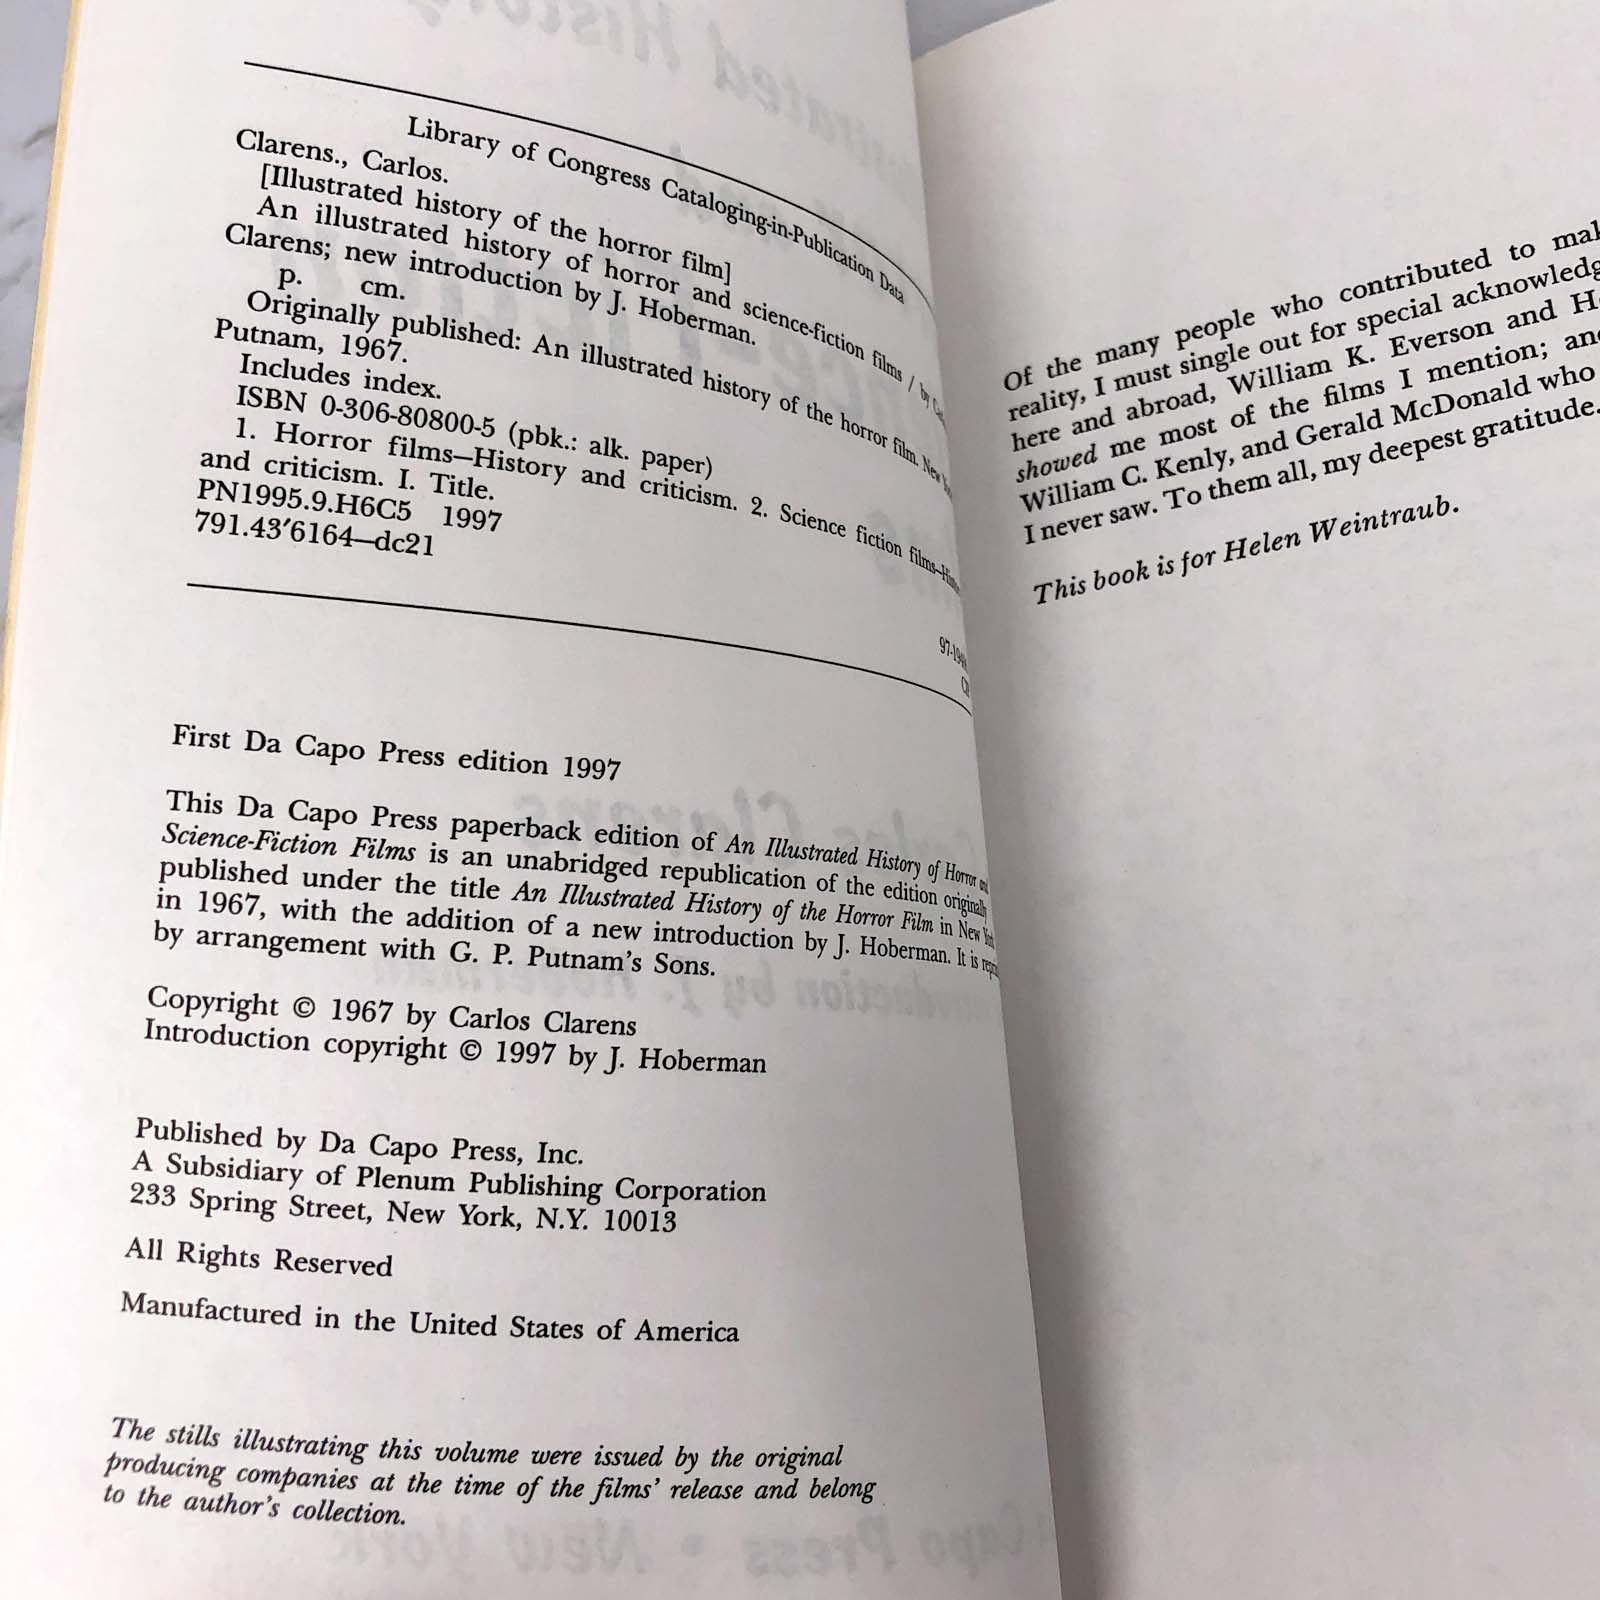 Library of Congress Cataloging-in-Publication Data
Clarens., Carlos.
[Illustrated history of the horror film]
An illustrated history of horror and science-fiction films / by
Clarens; new introduction by J. Hoberman.
p. cm.
Originally published: An illustrated history of the horror film. New
Putnam, 1967.
Includes index.
ISBN 0-306-80800-5 (pbk.: alk. paper)
1. Horror films—History and criticism. 2. Science fiction films—
and criticism. I. Title.
PN1995.9.H6C5 1997
791.43′6164—dc21
First Da Capo Press edition 1997
This Da Capo Press paperback edition of An Illustrated History of Horror and
Science-Fiction Films is an unabridged republication of the edition originally
published under the title An Illustrated History of the Horror Film in New York
in 1967, with the addition of a new introduction by J. Hoberman. It is
by arrangement with G. P. Putnam's Sons.
Copyright © 1967 by Carlos Clarens
Introduction copyright © 1997 by J. Hoberman
Published by Da Capo Press, Inc.
A Subsidiary of Plenum Publishing Corporation
233 Spring Street, New York, N.Y. 10013
All Rights Reserved
Manufactured in the United States of America
The stills illustrating this volume were issued by the original
producing companies at the time of the films' release and belong
to the author's collection.
Of the many people who contributed to
reality, I must single out for special
here and abroad, William K. Everson and
showed me most of the films I mention;
William C. Kenly, and Gerald McDonald who
I never saw. To them all, my deepest gratitude.
This book is for Helen Weintraub.